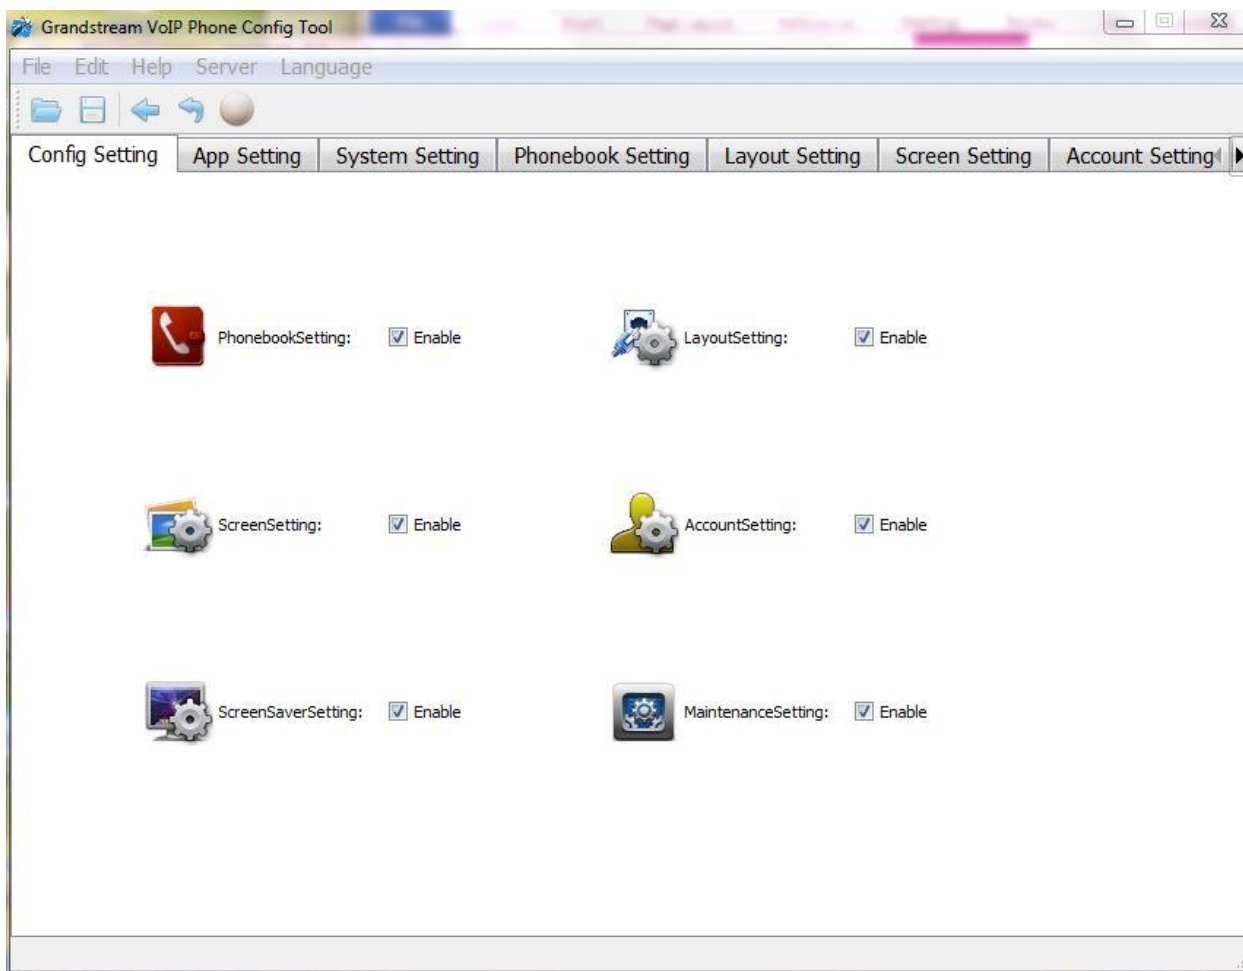 Grandstream VoIP Phone Config Tool
File Edit Help Server Language
Config Setting App Setting System Setting Phonebook Setting Layout Setting Screen Setting Account Setting
PhonebookSetting: Enable LayoutSetting: Enable
ScreenSetting: Enable AccountSetting: Enable
ScreenSaverSetting: Enable MaintenanceSetting: Enable